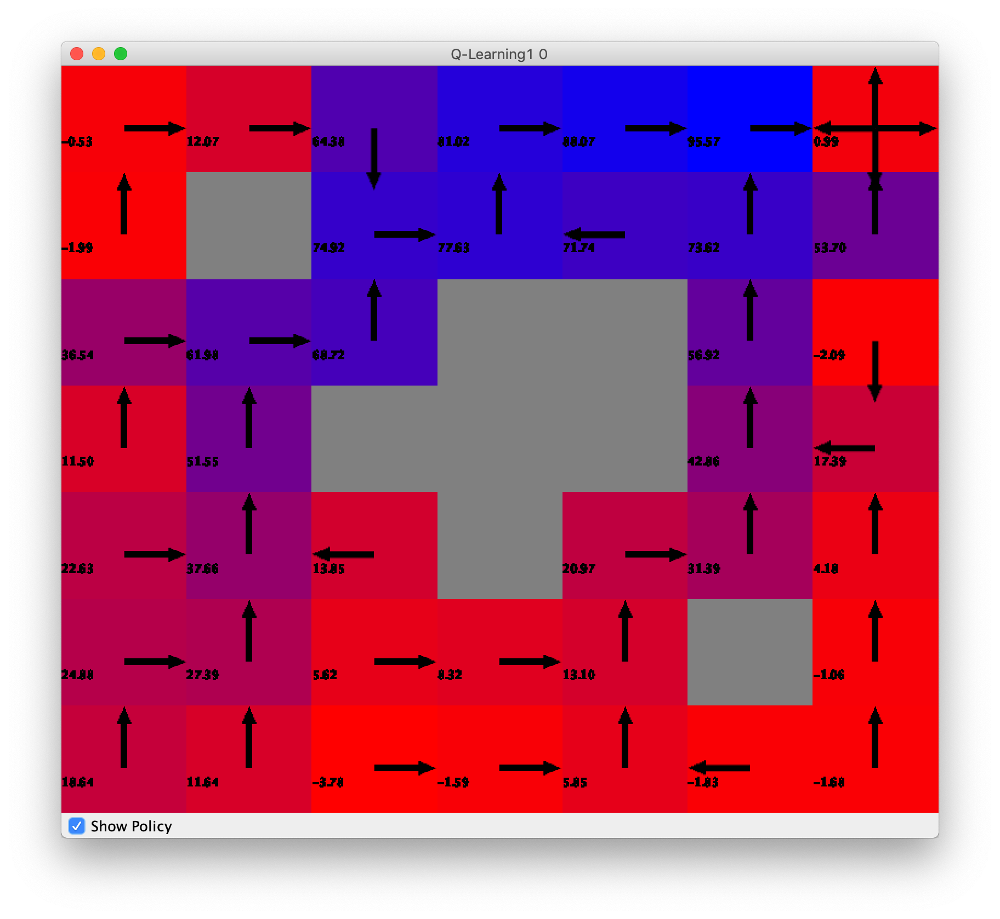 Q-Learning1 0
-0.53 12.07 64.38 81.02 88.07 95.57 0.99
-1.99 74.92 77.63 71.74 73.62 53.70
36.54 61.98 68.72 56.92 -2.09
11.50 51.55 42.86 17.39
22.63 37.66 13.85 20.97 31.39 4.18
24.88 27.39 5.62 8.32 13.10 -1.06
18.64 11.64 -3.78 -1.59 5.85 -1.83 -1.68
Show Policy